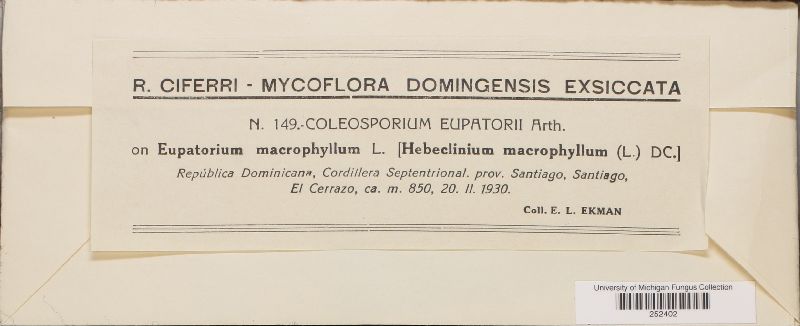 R. CIFERRI - MYCOFLORA DOMINGENSIS EXSICCATA
N. 149.-COLEOSPORIUM EUPATORII Arth.
on Eupatorium macrophyllum L. [Hebeclinium macrophyllum (L.) DC.]
República Dominicana, Cordillera Septentrional. prov. Santiago, Santiago,
El Cerrazo, ca. m. 850, 20. II. 1930.
Coll. E. L. EKMAN
University of Michigan Fungus Collection
252402